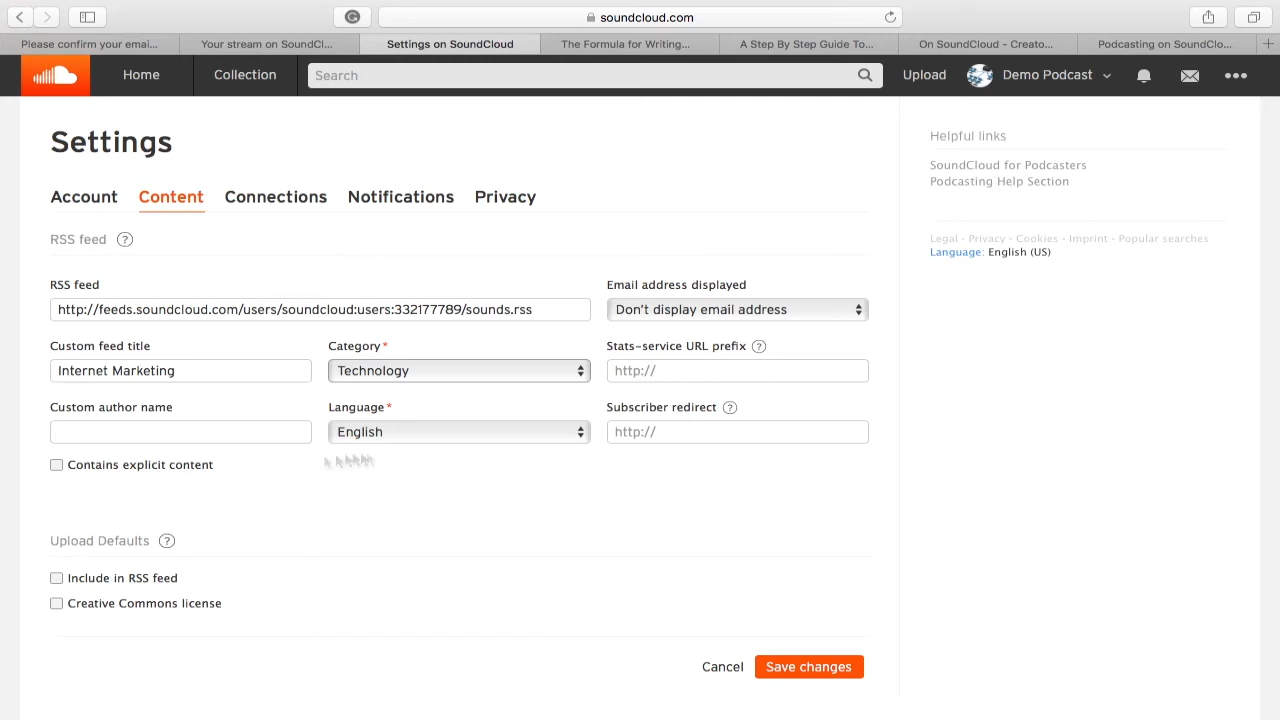 soundcloud.com
Please confirm your emai...
Your stream on SoundCl...
Settings on SoundCloud
The Formula for Writing...
A Step By Step Guide To...
On SoundCloud - Creato...
Podcasting on SoundClo...
Home
Collection
Search
Upload
Demo Podcast
Settings
Account
Content
Connections
Notifications
Privacy
RSS feed ?
RSS feed
http://feeds.soundcloud.com/users/soundcloud:users:332177789/sounds.rss
Email address displayed
Don't display email address
Custom feed title
Internet Marketing
Category *
Technology
Stats-service URL prefix ?
http://
Custom author name
Language *
English
Subscriber redirect ?
http://
Contains explicit content
Upload Defaults ?
Include in RSS feed
Creative Commons license
Cancel
Save changes
Helpful links
SoundCloud for Podcasters
Podcasting Help Section
Legal - Privacy - Cookies - Imprint - Popular searches
Language: English (US)